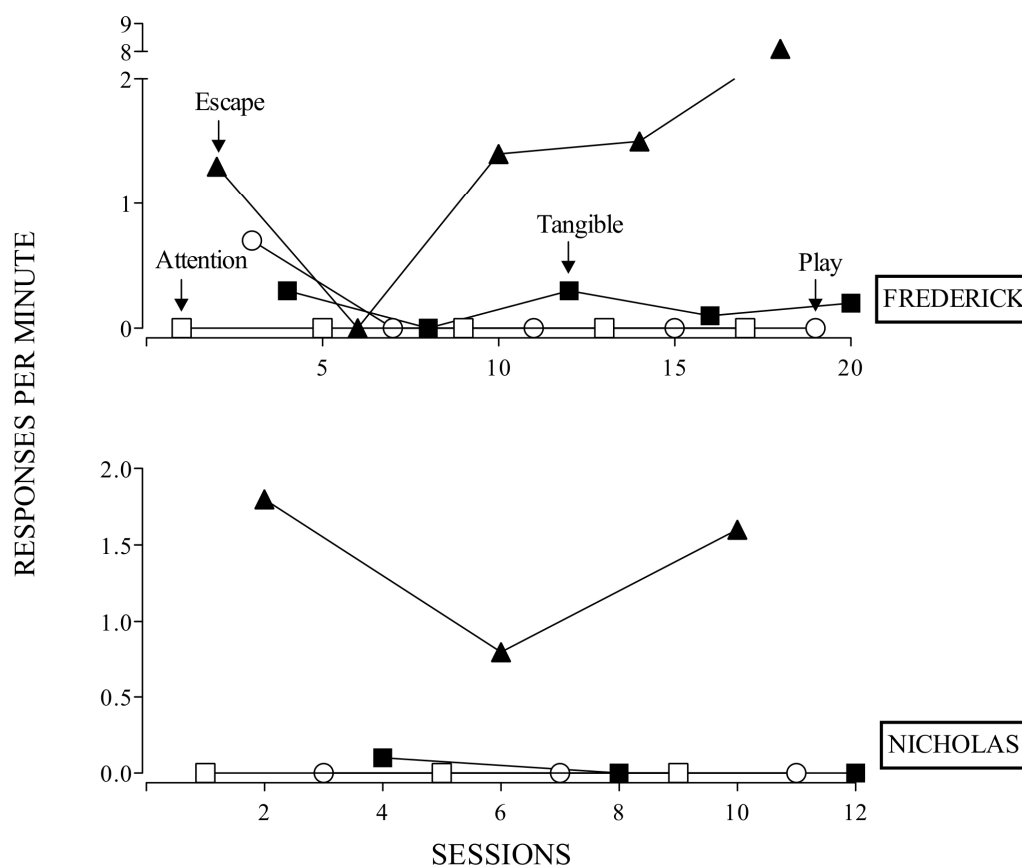 9
8
2
Escape
1
Tangible
Attention
Play
FREDERICK
0
5
10
15
20
RESPONSES PER MINUTE
2.0
1.5
1.0
0.5
NICHOLAS
0.0
2
4
6
8
10
12
SESSIONS